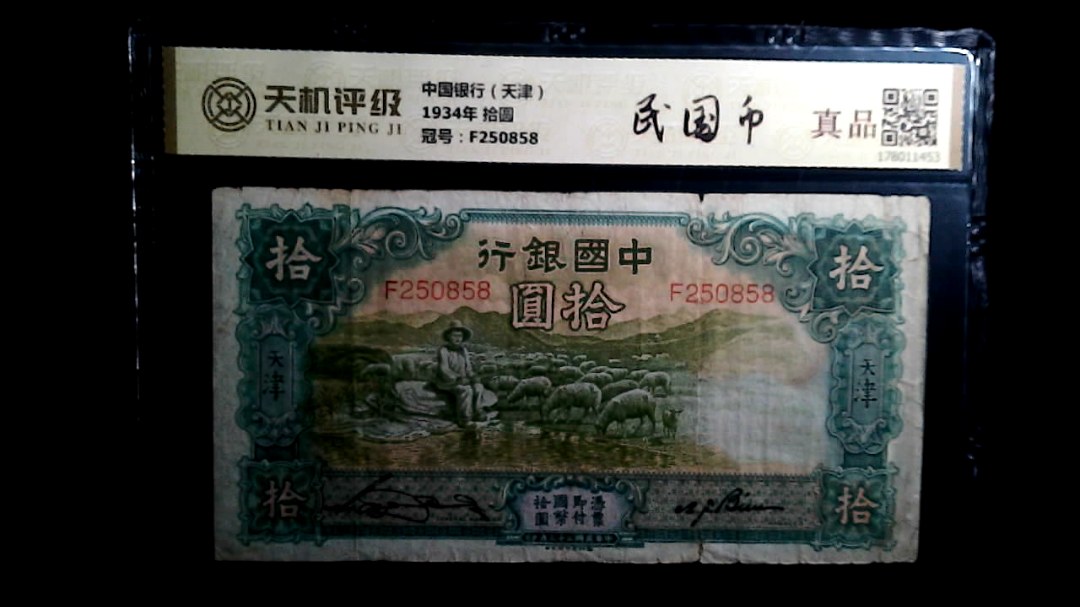 天机评级
TIAN JI PING JI
中国银行（天津）
1934年 拾圆
冠号：F250858
民国币
真品
178011453
拾
行銀國中
拾
F250858
圓拾
F250858
天津
天津
拾
憑票
即付
國幣
拾圓
拾